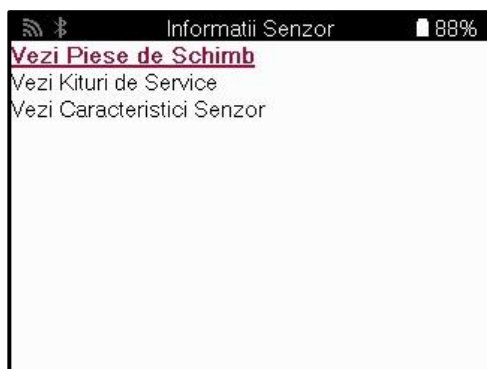 Informatii Senzor 88%
Vezi Piese de Schimb
Vezi Kituri de Service
Vezi Caracteristici Senzor